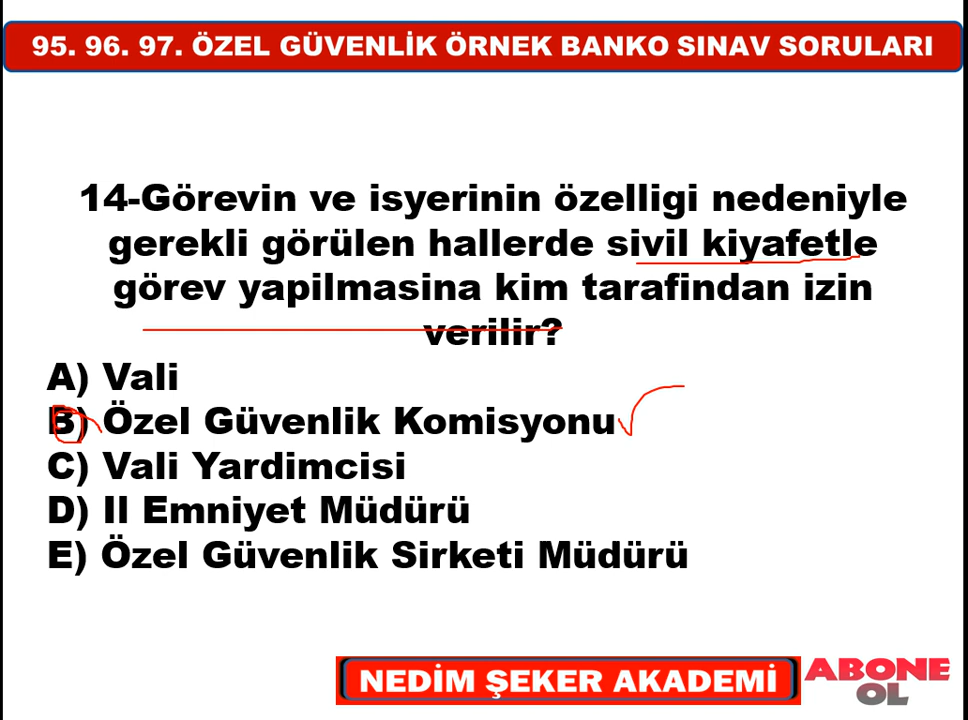 95. 96. 97. ÖZEL GÜVENLİK ÖRNEK BANKO SINAV SORULARI
14-Görevin ve isyerinin özelligi nedeniyle
gerekli görülen hallerde sivil kiyafetle
görev yapilmasina kim tarafindan izin
verilir?
A) Vali
B) Özel Güvenlik Komisyonu
C) Vali Yardimcisi
D) Il Emniyet Müdürü
E) Özel Güvenlik Sirketi Müdürü
NEDİM ŞEKER AKADEMİ
ABONE
OL